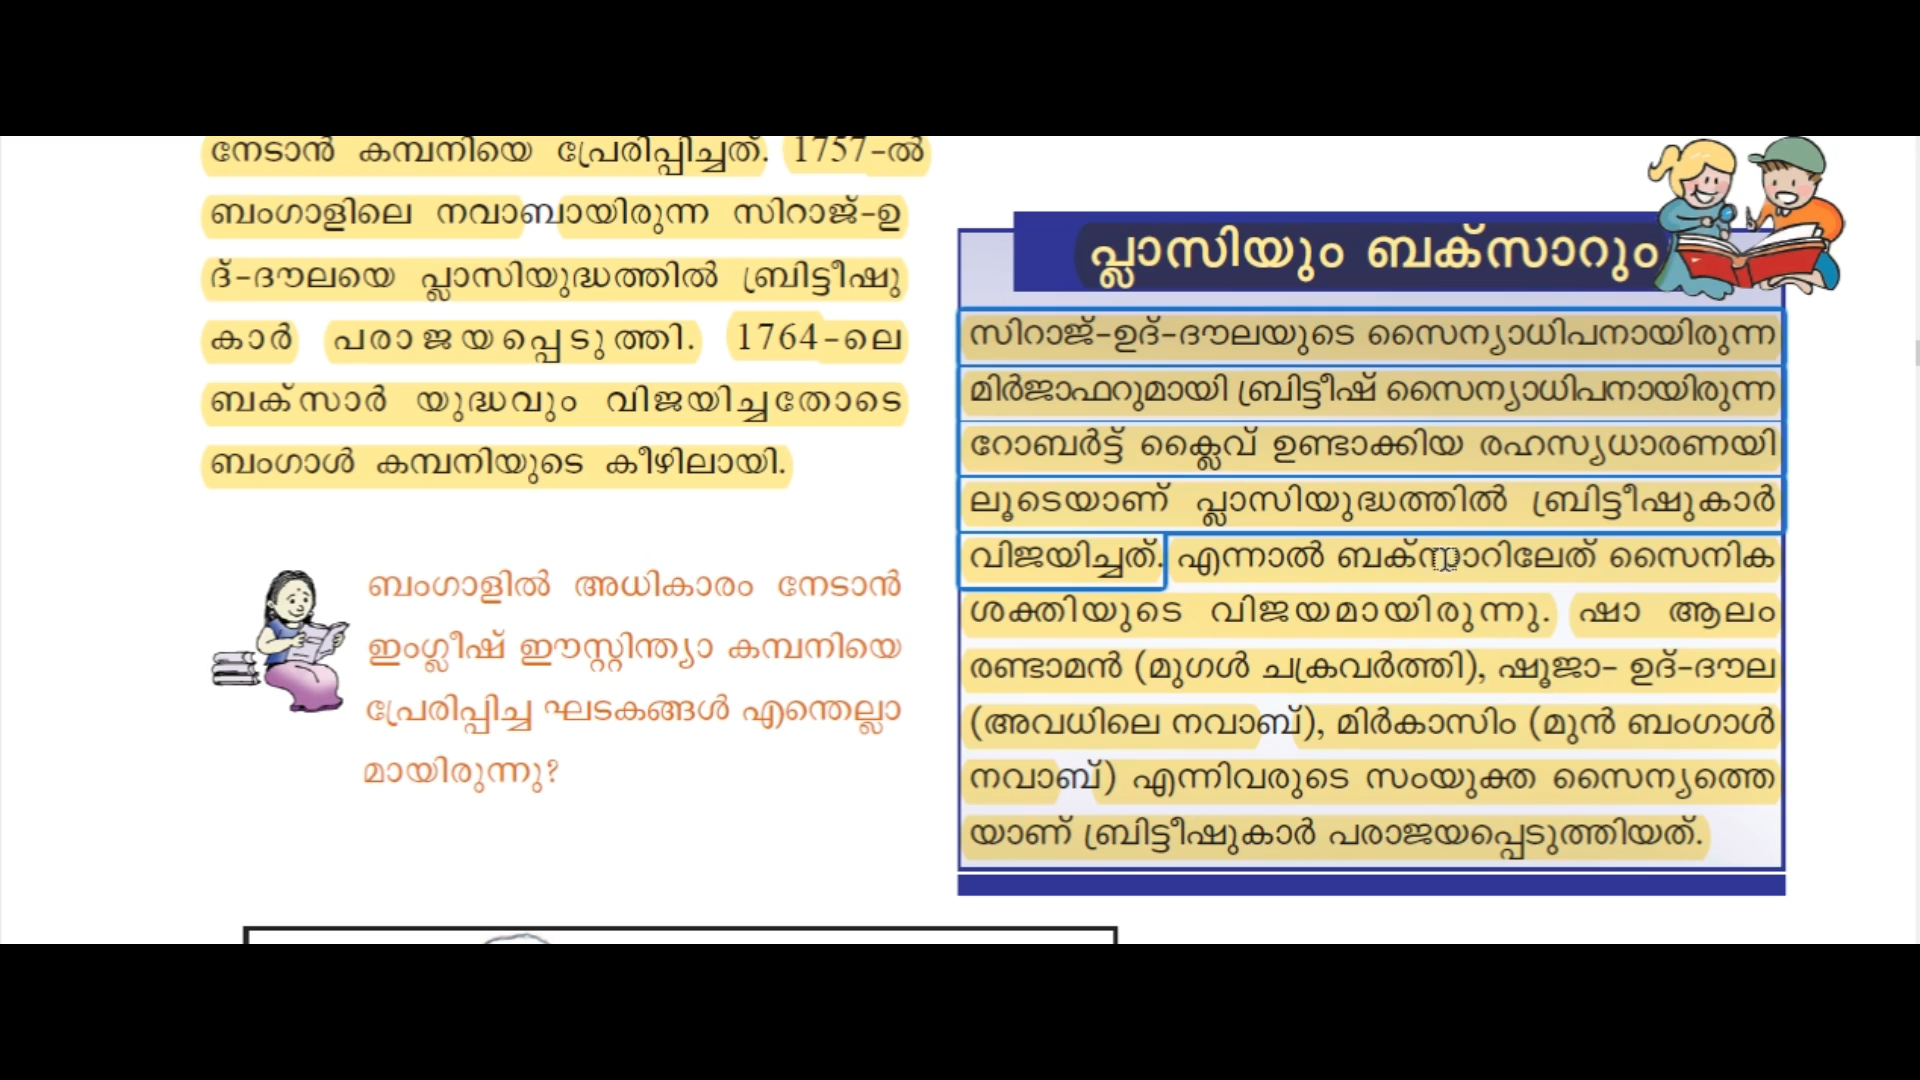 നേടാൻ കമ്പനിയെ പ്രേരിപ്പിച്ചത്. 1757-ൽ
ബംഗാളിലെ നവാബായിരുന്ന സിറാജ്-ഉ
ദ്-ദൗലയെ പ്ലാസിയുദ്ധത്തിൽ ബ്രിട്ടീഷു
കാർ പരാജയപ്പെടുത്തി. 1764-ലെ
ബക്സാർ യുദ്ധവും വിജയിച്ചതോടെ
ബംഗാൾ കമ്പനിയുടെ കീഴിലായി.
ബംഗാളിൽ അധികാരം നേടാൻ
ഇംഗ്ലീഷ് ഈസ്റ്റിന്ത്യാ കമ്പനിയെ
പ്രേരിപ്പിച്ച ഘടകങ്ങൾ എന്തെല്ലാ
മായിരുന്നു?
പ്ലാസിയും ബക്സാറും
സിറാജ്-ഉദ്-ദൗലയുടെ സൈന്യാധിപനായിരുന്ന
മിർജാഫറുമായി ബ്രിട്ടീഷ് സൈന്യാധിപനായിരുന്ന
റോബർട്ട് ക്ലൈവ് ഉണ്ടാക്കിയ രഹസ്യധാരണയി
ലൂടെയാണ് പ്ലാസിയുദ്ധത്തിൽ ബ്രിട്ടീഷുകാർ
വിജയിച്ചത്. എന്നാൽ ബക്സാറിലേത് സൈനിക
ശക്തിയുടെ വിജയമായിരുന്നു. ഷാ ആലം
രണ്ടാമൻ (മുഗൾ ചക്രവർത്തി), ഷൂജാ- ഉദ്-ദൗല
(അവധിലെ നവാബ്), മിർകാസിം (മുൻ ബംഗാൾ
നവാബ്) എന്നിവരുടെ സംയുക്ത സൈന്യത്തെ
യാണ് ബ്രിട്ടീഷുകാർ പരാജയപ്പെടുത്തിയത്.